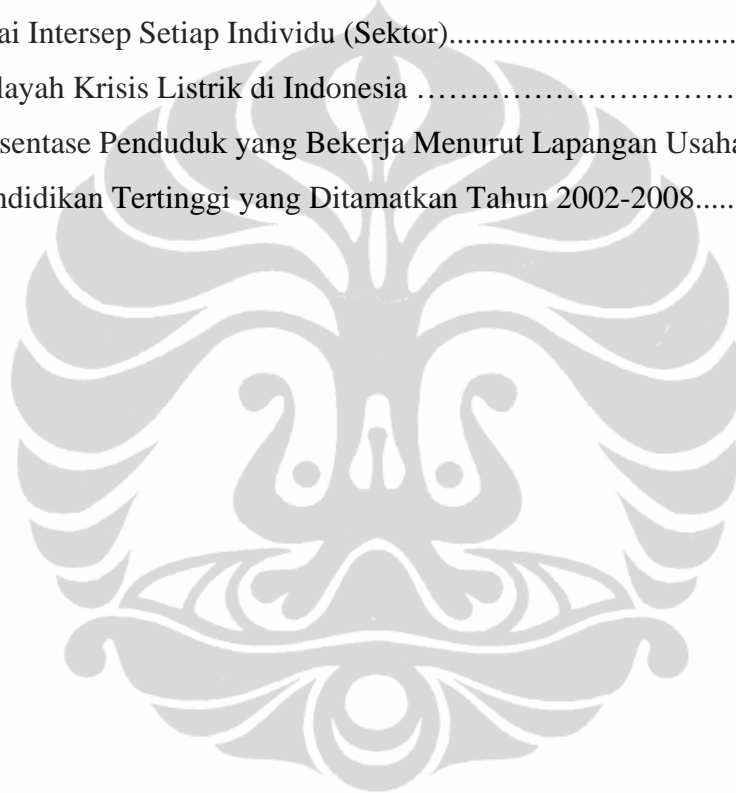 ai Intersep Setiap Individu (Sektor)......................................
layah Krisis Listrik di Indonesia ……………………………
sentase Penduduk yang Bekerja Menurut Lapangan Usaha
ndidikan Tertinggi yang Ditamatkan Tahun 2002-2008.....